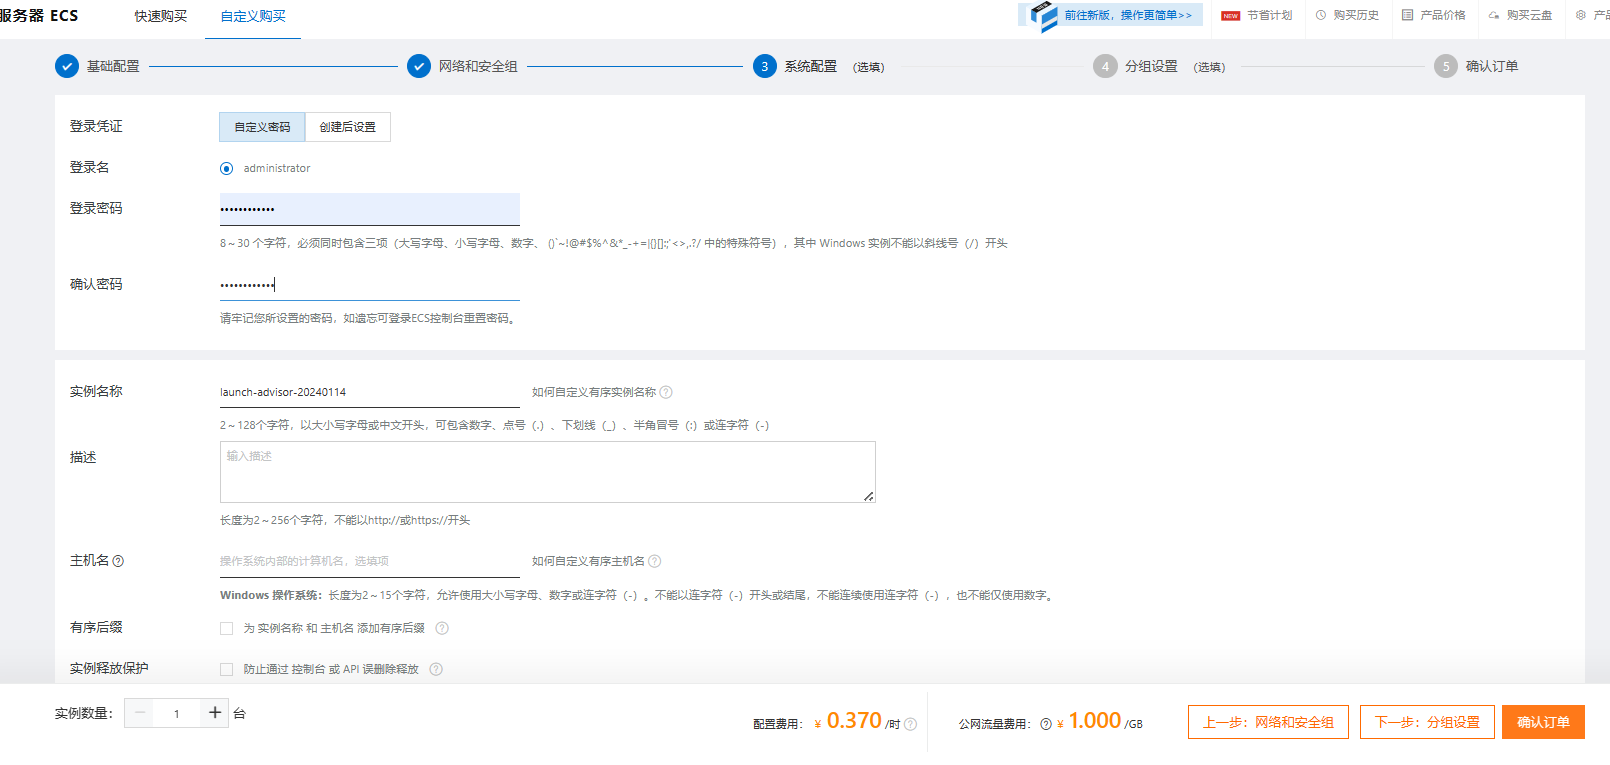 服务器 ECS
快速购买
自定义购买
前往新版，操作更简单>>
NEW 节省计划
购买历史
产品价格
购买云盘
基础配置
网络和安全组
3 系统配置 (选填)
4 分组设置 (选填)
5 确认订单
登录凭证
自定义密码
创建后设置
登录名
administrator
登录密码
••••••••••••
8～30 个字符，必须同时包含三项（大写字母、小写字母、数字、 ()`~!@#$%^&*_-+=|{}[]:;'<>,.?/ 中的特殊符号），其中 Windows 实例不能以斜线号（/）开头
确认密码
••••••••••••
请牢记您所设置的密码，如遗忘可登录ECS控制台重置密码。
实例名称
launch-advisor-20240114
如何自定义有序实例名称
2～128个字符，以大小写字母或中文开头，可包含数字、点号（.）、下划线（_）、半角冒号（:）或连字符（-）
描述
输入描述
长度为2～256个字符，不能以http://或https://开头
主机名
操作系统内部的计算机名，选填项
如何自定义有序主机名
Windows 操作系统：长度为2～15个字符，允许使用大小写字母、数字或连字符（-）。不能以连字符（-）开头或结尾，不能连续使用连字符（-），也不能仅使用数字。
有序后缀
为 实例名称 和 主机名 添加有序后缀
实例释放保护
防止通过 控制台 或 API 误删除释放
实例数量：
1
台
配置费用： ¥ 0.370 /时
公网流量费用： ¥ 1.000 /GB
上一步：网络和安全组
下一步：分组设置
确认订单